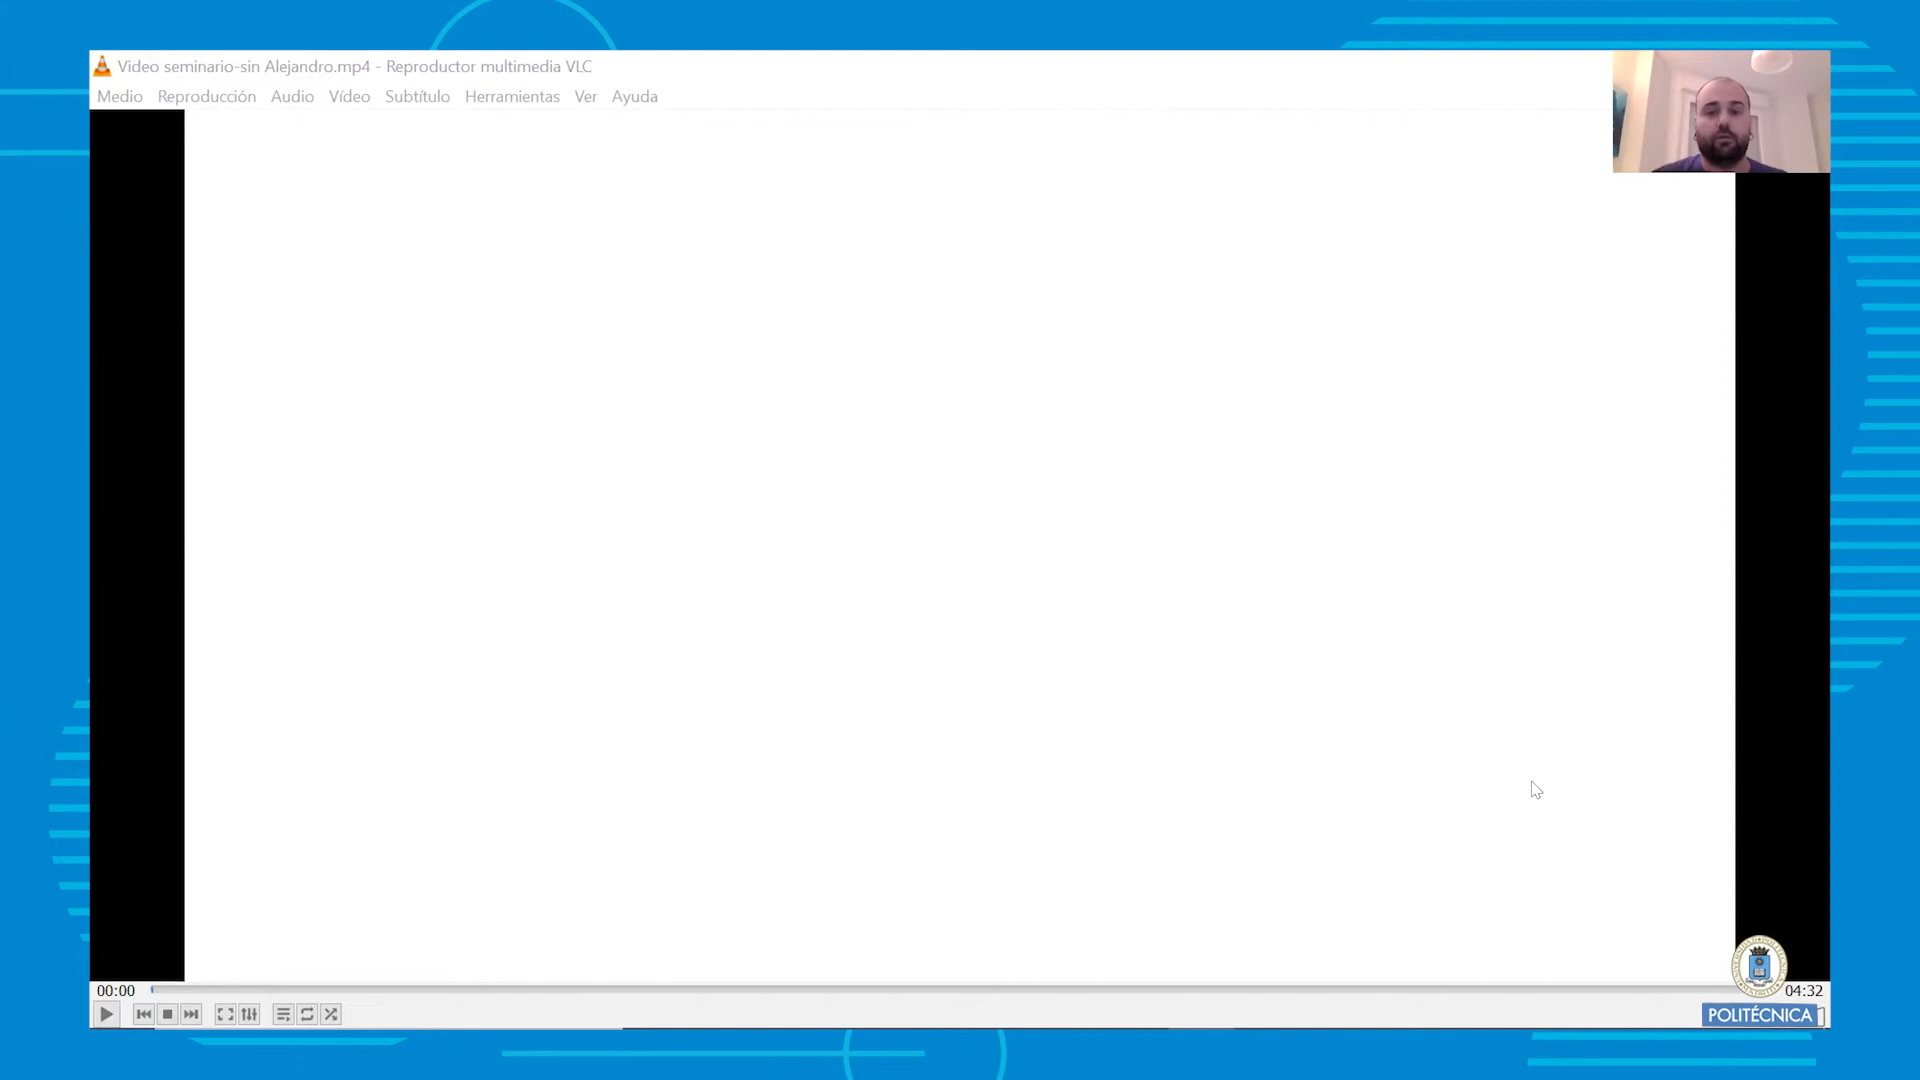 Video seminario-sin Alejandro.mp4 - Reproductor multimedia VLC
Medio Reproducción Audio Vídeo Subtítulo Herramientas Ver Ayuda
00:00
04:32
POLITÉCNICA